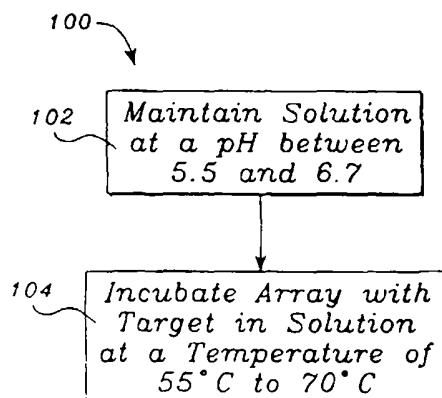 100
102
Maintain Solution
at a pH between
5.5 and 6.7
104
Incubate Array with
Target in Solution
at a Temperature of
55°C to 70°C